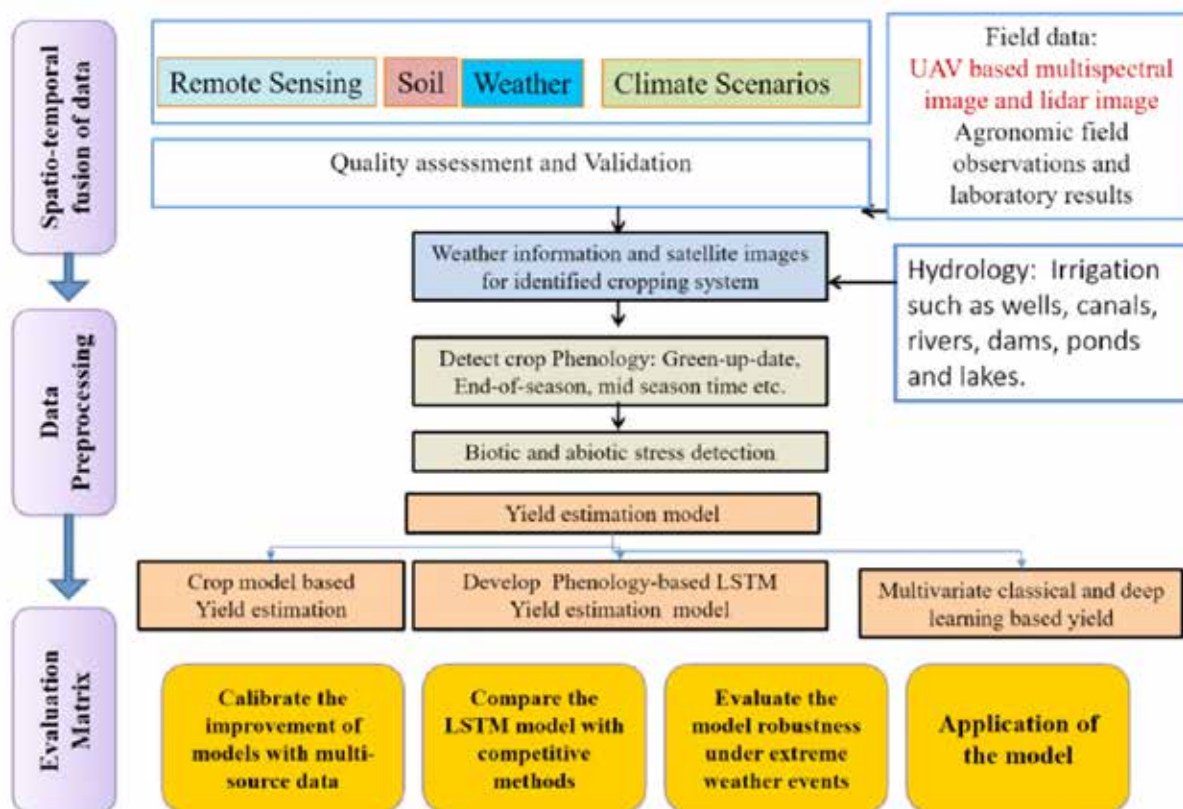 Spatio-temporal
fusion of data
Data
Preprocessing
Evaluation
Matrix
Remote Sensing
Soil
Weather
Climate Scenarios
Quality assessment and Validation
Field data:
UAV based multispectral
image and lidar image
Agronomic field
observations and
laboratory results
Weather information and satellite images
for identified cropping system
Hydrology: Irrigation
such as wells, canals,
rivers, dams, ponds
and lakes.
Detect crop Phenology: Green-up-date,
End-of-season, mid season time etc.
Biotic and abiotic stress detection
Yield estimation model
Crop model based
Yield estimation
Develop Phenology-based LSTM
Yield estimation model
Multivariate classical and deep
learning based yield
Calibrate the
improvement of
models with multi-
source data
Compare the
LSTM model with
competitive
methods
Evaluate the
model robustness
under extreme
weather events
Application of
the model